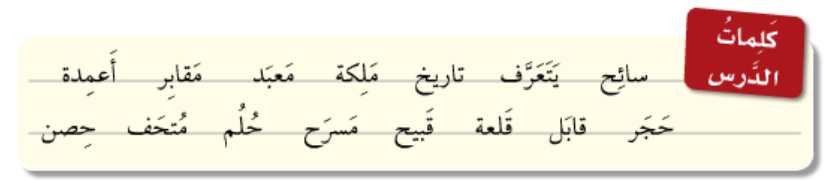 كَلِماتُ
الدَّرس
سائِح يَتَعَرَّف تاريخ مَلِكة مَعبَد مَقابِر أَعمِدة
حَجَر قابَل قَلعة قَبيح مَسرَح حُلُم مُتحَف حِصن